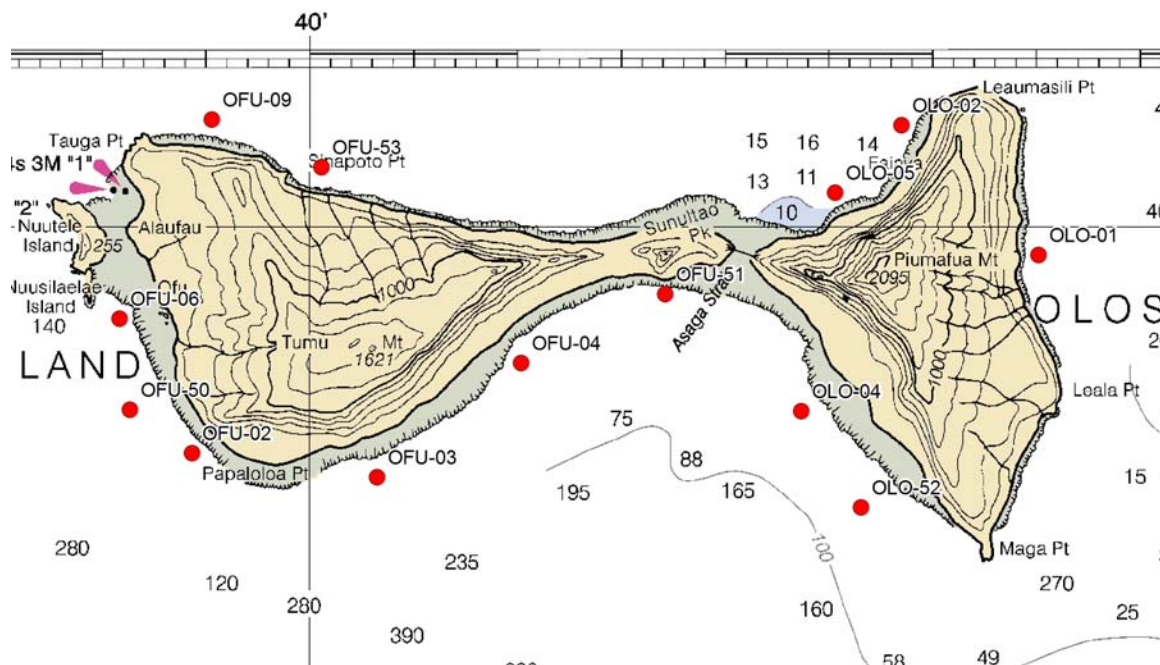 40'
OFU-09
Leaumasili Pt
Tauga Pt
OLO-02
15
16
14
4s 3M "1"
OFU-53
Sinapoto Pt
13
11
OLO-05
"2"
10
Nuutele
Island
255
Alaufau
Sunuitao
Pk
40
OLO-01
Piumafua Mt
2095
Nuusilaelae
Island
140
OFU-06
Ofu
1000
OFU-51
Asaga Strait
OLOS
LAND
Tumu
Mt
1621
OFU-04
1000
Leala Pt
OFU-50
OLO-04
OFU-02
75
Papaloloa Pt
OFU-03
88
195
165
OLO-52
15
280
100
Maga Pt
235
120
270
280
160
25
390
58
49